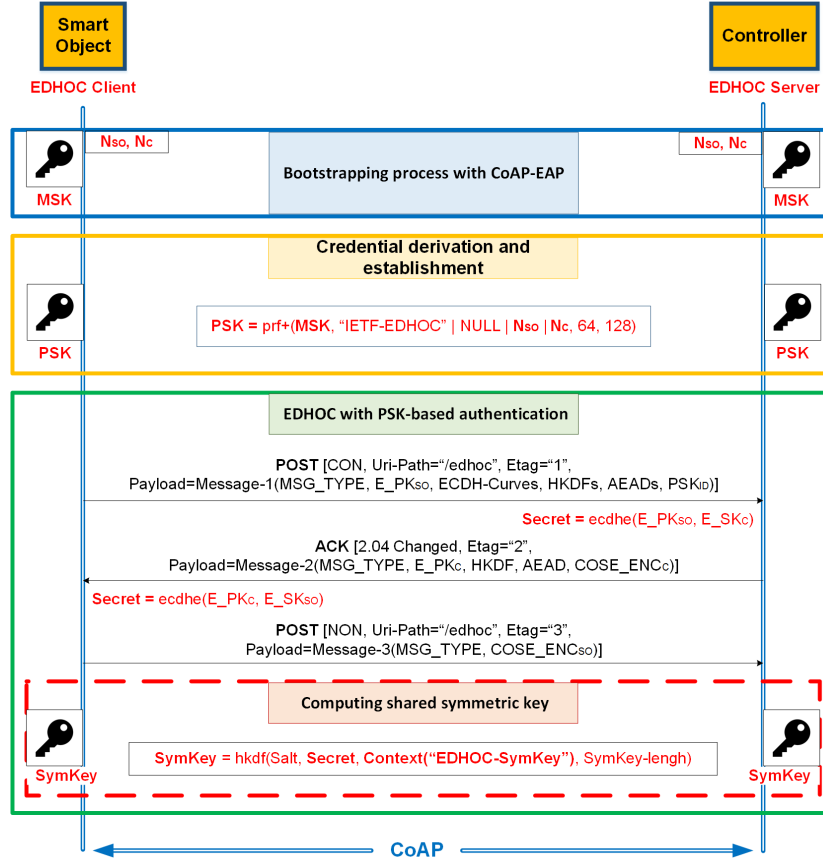 Smart
Object
Controller
EDHOC Client
EDHOC Server
NSO, NC
NSO, NC
Bootstrapping process with CoAP-EAP
MSK
MSK
Credential derivation and
establishment
PSK = prf+(MSK, “IETF-EDHOC” | NULL | NSO | NC, 64, 128)
PSK
PSK
EDHOC with PSK-based authentication
POST [CON, Uri-Path=“/edhoc”, Etag=“1”,
Payload=Message-1(MSG_TYPE, E_PKSO, ECDH-Curves, HKDFs, AEADs, PSKID)]
Secret = ecdhe(E_PKSO, E_SKC)
ACK [2.04 Changed, Etag=“2”,
Payload=Message-2(MSG_TYPE, E_PKC, HKDF, AEAD, COSE_ENCC)]
Secret = ecdhe(E_PKC, E_SKSO)
POST [NON, Uri-Path=“/edhoc”, Etag=“3”,
Payload=Message-3(MSG_TYPE, COSE_ENCSO)]
Computing shared symmetric key
SymKey = hkdf(Salt, Secret, Context(“EDHOC-SymKey”), SymKey-lengh)
SymKey
SymKey
CoAP